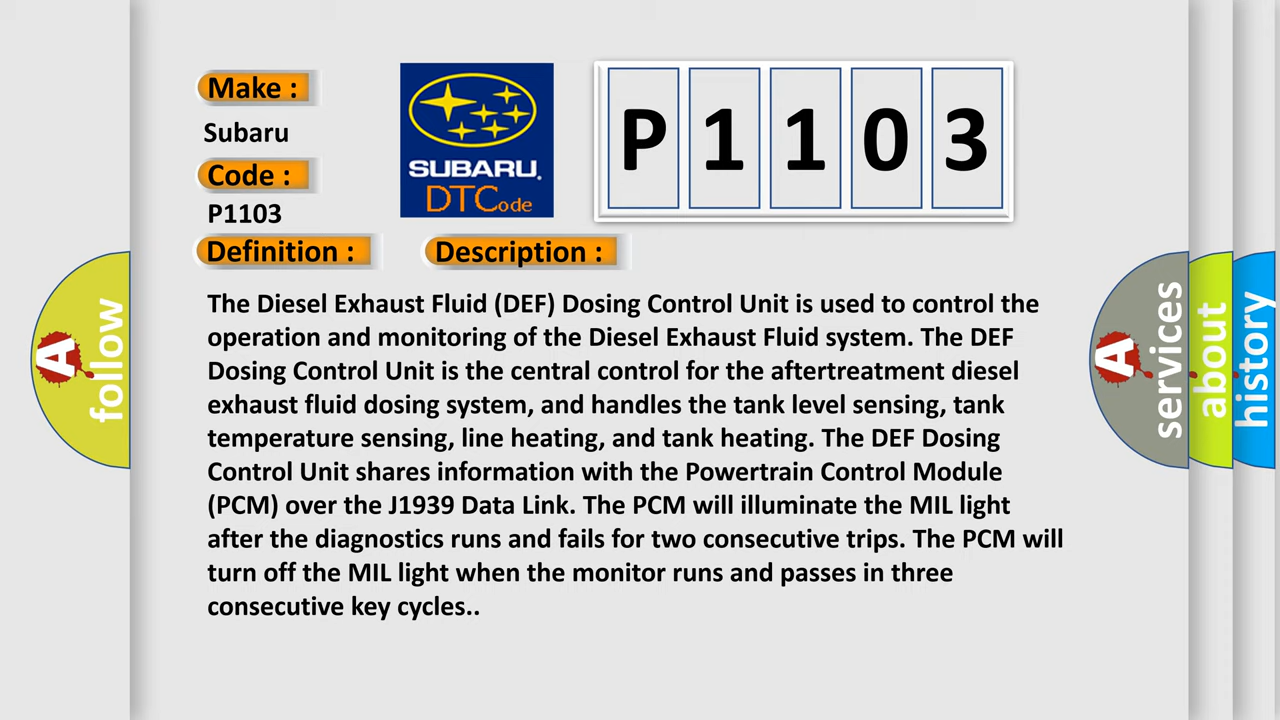 Make :
Subaru
Code :
P1103
SUBARU.
DTCode
P 1 1 0 3
Definition :
Description :
The Diesel Exhaust Fluid (DEF) Dosing Control Unit is used to control the
operation and monitoring of the Diesel Exhaust Fluid system. The DEF
Dosing Control Unit is the central control for the aftertreatment diesel
exhaust fluid dosing system, and handles the tank level sensing, tank
temperature sensing, line heating, and tank heating. The DEF Dosing
Control Unit shares information with the Powertrain Control Module
(PCM) over the J1939 Data Link. The PCM will illuminate the MIL light
after the diagnostics runs and fails for two consecutive trips. The PCM will
turn off the MIL light when the monitor runs and passes in three
consecutive key cycles..
A
follow
A
services
about
history